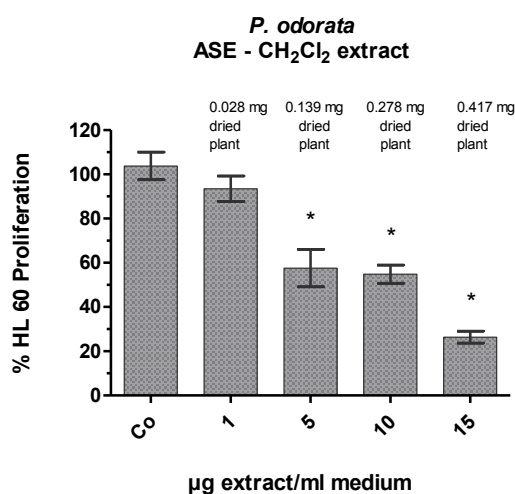 P. odorata
ASE - CH₂Cl₂ extract
0.028 mg 0.139 mg 0.278 mg 0.417 mg
dried dried dried dried
plant plant plant plant
120
100
80
60
40
20
0
% HL 60 Proliferation
* * *
Co 1 5 10 15
µg extract/ml medium